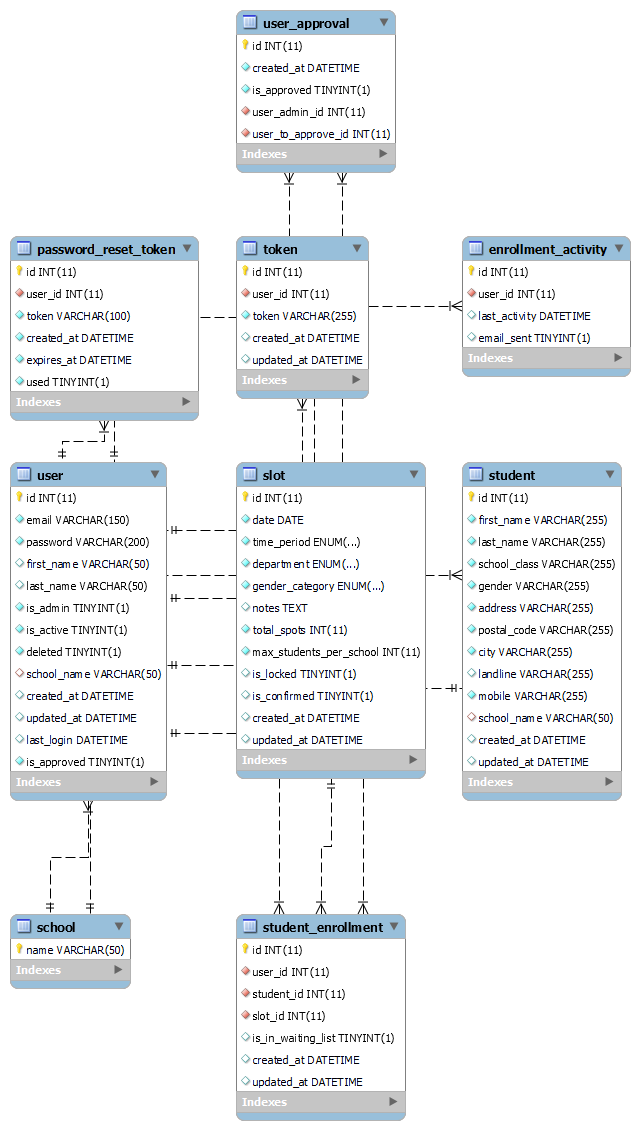 user_approval
id INT(11)
created_at DATETIME
is_approved TINYINT(1)
user_admin_id INT(11)
user_to_approve_id INT(11)
Indexes
password_reset_token
id INT(11)
user_id INT(11)
token VARCHAR(100)
created_at DATETIME
expires_at DATETIME
used TINYINT(1)
Indexes
token
id INT(11)
user_id INT(11)
token VARCHAR(255)
created_at DATETIME
updated_at DATETIME
Indexes
enrollment_activity
id INT(11)
user_id INT(11)
last_activity DATETIME
email_sent TINYINT(1)
Indexes
user
id INT(11)
email VARCHAR(150)
password VARCHAR(200)
first_name VARCHAR(50)
last_name VARCHAR(50)
is_admin TINYINT(1)
is_active TINYINT(1)
deleted TINYINT(1)
school_name VARCHAR(50)
created_at DATETIME
updated_at DATETIME
last_login DATETIME
is_approved TINYINT(1)
Indexes
slot
id INT(11)
date DATE
time_period ENUM(...)
department ENUM(...)
gender_category ENUM(...)
notes TEXT
total_spots INT(11)
max_students_per_school INT(11)
is_locked TINYINT(1)
is_confirmed TINYINT(1)
created_at DATETIME
updated_at DATETIME
Indexes
student
id INT(11)
first_name VARCHAR(255)
last_name VARCHAR(255)
school_class VARCHAR(255)
gender VARCHAR(255)
address VARCHAR(255)
postal_code VARCHAR(255)
city VARCHAR(255)
landline VARCHAR(255)
mobile VARCHAR(255)
school_name VARCHAR(50)
created_at DATETIME
updated_at DATETIME
Indexes
school
name VARCHAR(50)
Indexes
student_enrollment
id INT(11)
user_id INT(11)
student_id INT(11)
slot_id INT(11)
is_in_waiting_list TINYINT(1)
created_at DATETIME
updated_at DATETIME
Indexes